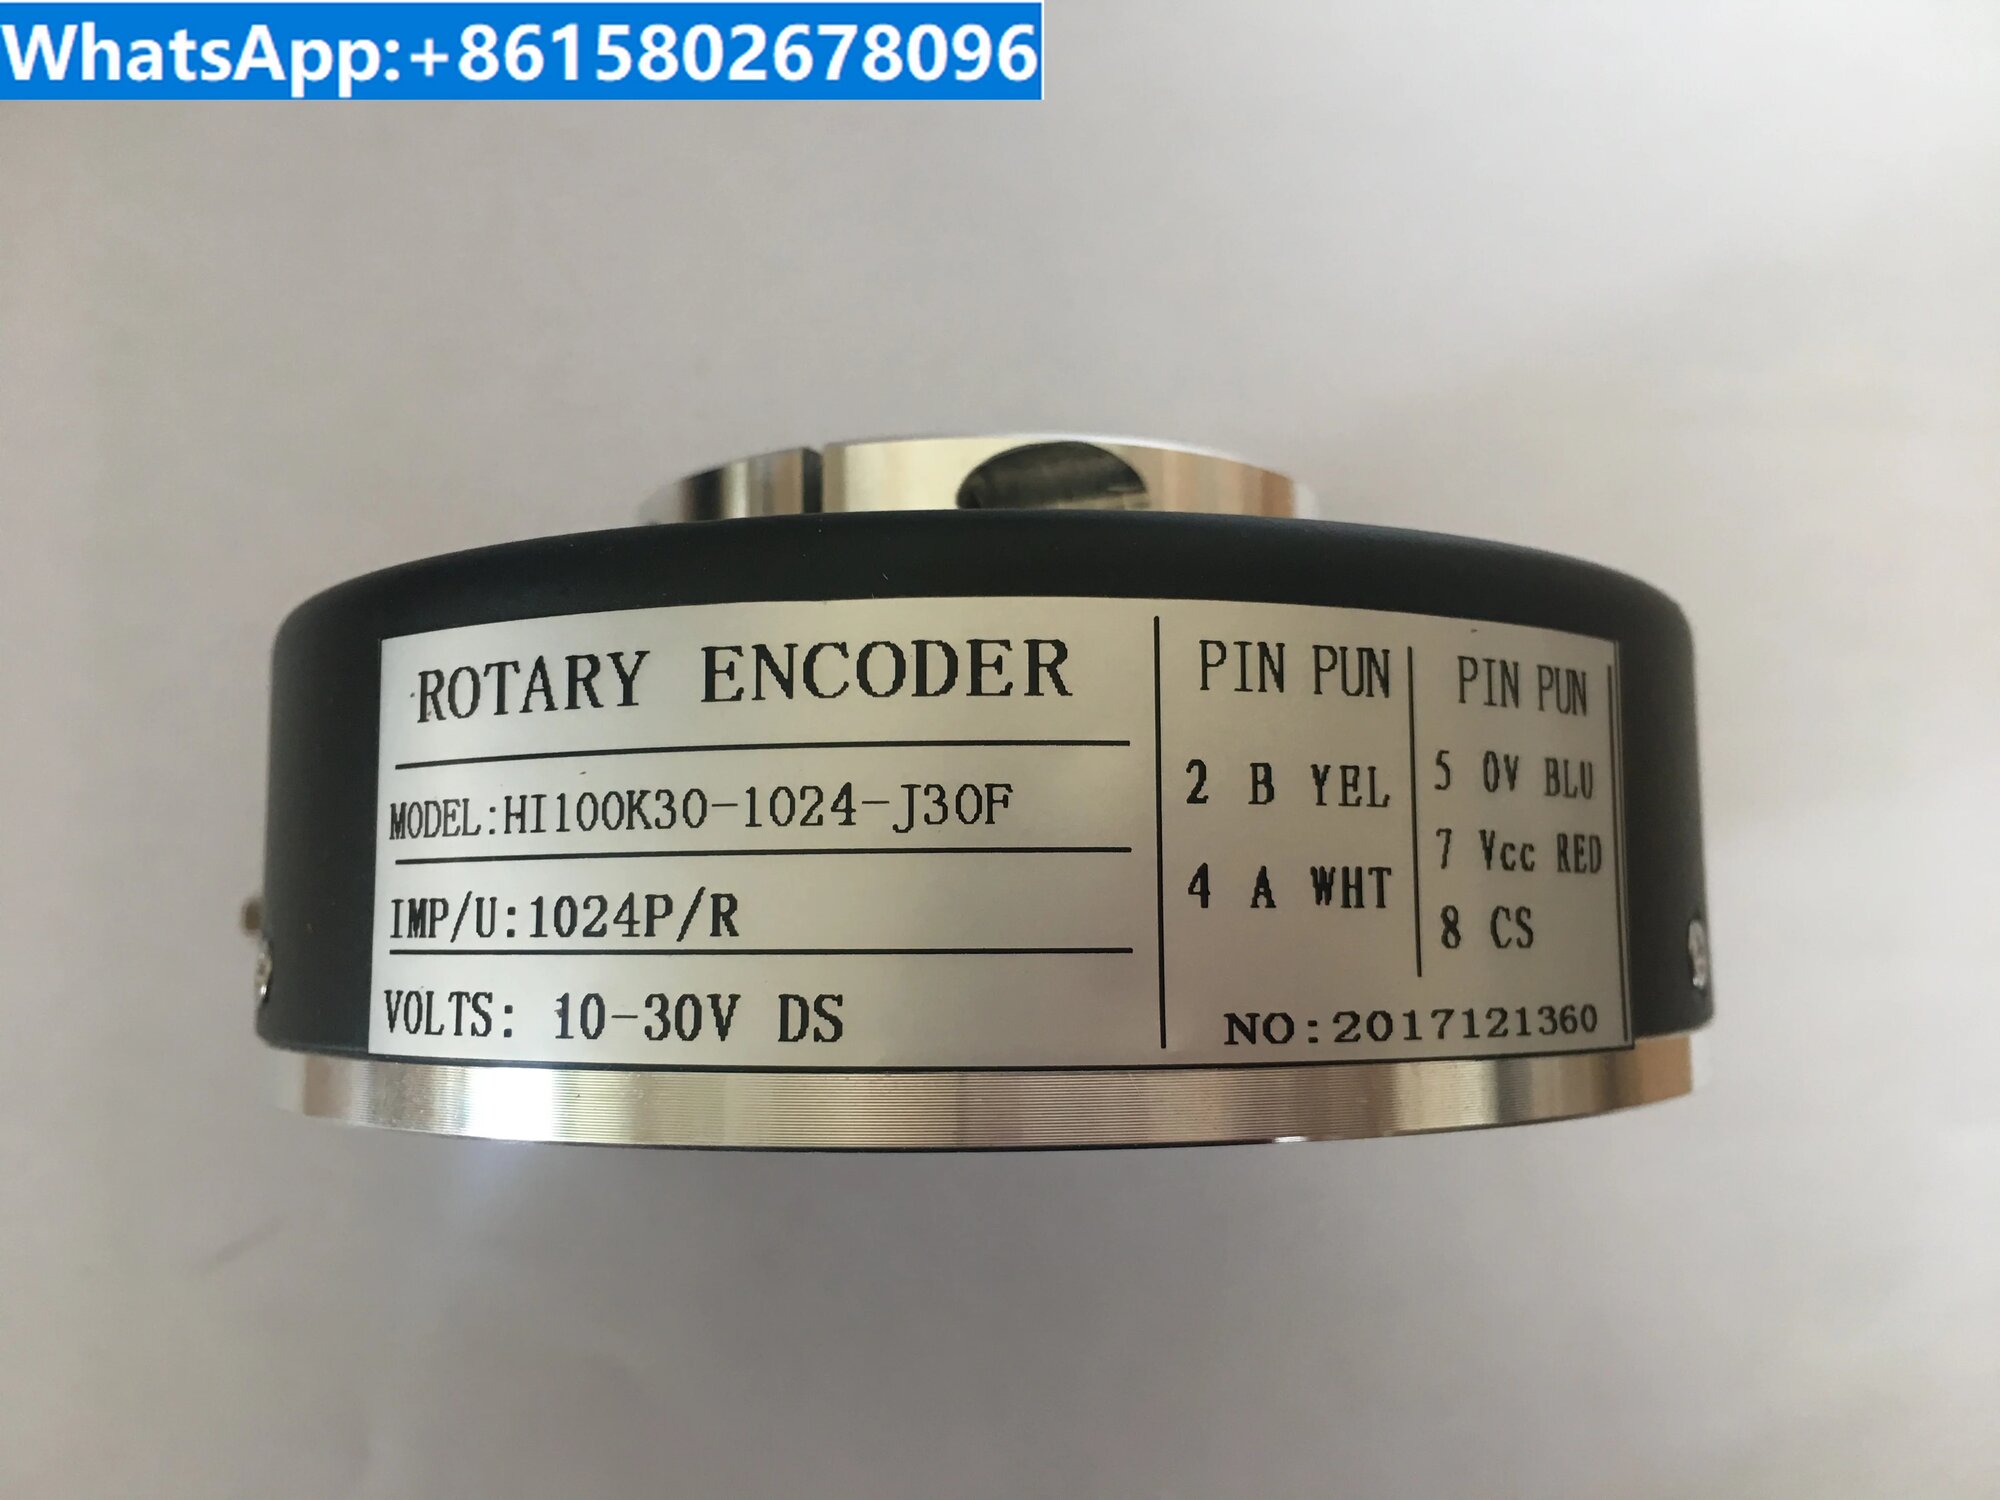 WhatsApp:+8615802678096
ROTARY ENCODER
MODEL:HI100K30-1024-J30F
IMP/U:1024P/R
VOLTS: 10-30V DS
PIN PUN
2 B YEL
4 A WHT
PIN PUN
5 0V BLU
7 Vcc RED
8 CS
NO:2017121360